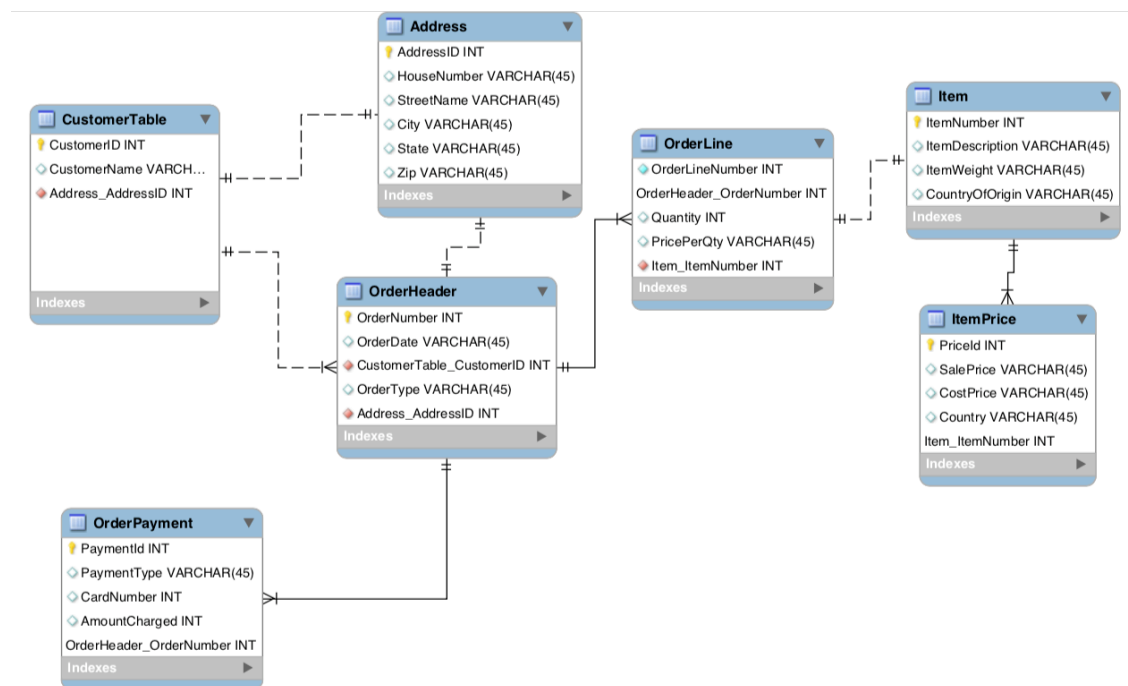 Address
AddressID INT
HouseNumber VARCHAR(45)
StreetName VARCHAR(45)
City VARCHAR(45)
State VARCHAR(45)
Zip VARCHAR(45)
Indexes
CustomerTable
CustomerID INT
CustomerName VARCH...
Address_AddressID INT
Indexes
OrderLine
OrderLineNumber INT
OrderHeader_OrderNumber INT
Quantity INT
PricePerQty VARCHAR(45)
Item_ItemNumber INT
Indexes
Item
ItemNumber INT
ItemDescription VARCHAR(45)
ItemWeight VARCHAR(45)
CountryOfOrigin VARCHAR(45)
Indexes
OrderHeader
OrderNumber INT
OrderDate VARCHAR(45)
CustomerTable_CustomerID INT
OrderType VARCHAR(45)
Address_AddressID INT
Indexes
ItemPrice
PriceId INT
SalePrice VARCHAR(45)
CostPrice VARCHAR(45)
Country VARCHAR(45)
Item_ItemNumber INT
Indexes
OrderPayment
PaymentId INT
PaymentType VARCHAR(45)
CardNumber INT
AmountCharged INT
OrderHeader_OrderNumber INT
Indexes